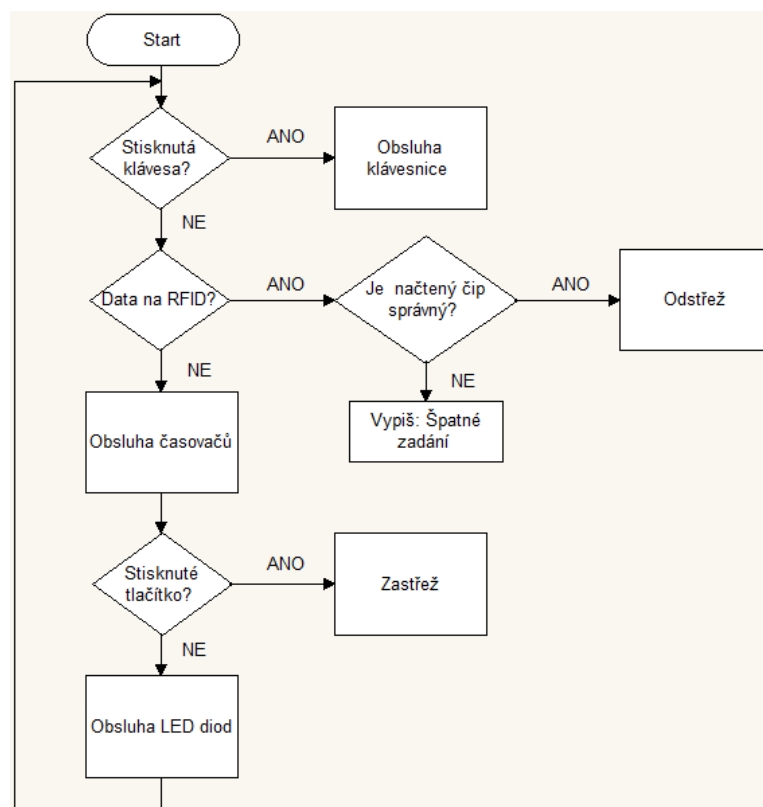 Start
Stisknutá
klávesa?
ANO
Obsluha
klávesnice
NE
Data na RFID?
ANO
Je načtený čip
správný?
ANO
Odstřež
NE
NE
Vypiš: Špatné
zadání
Obsluha časovačů
Stisknuté
tlačítko?
ANO
Zastřež
NE
Obsluha LED diod